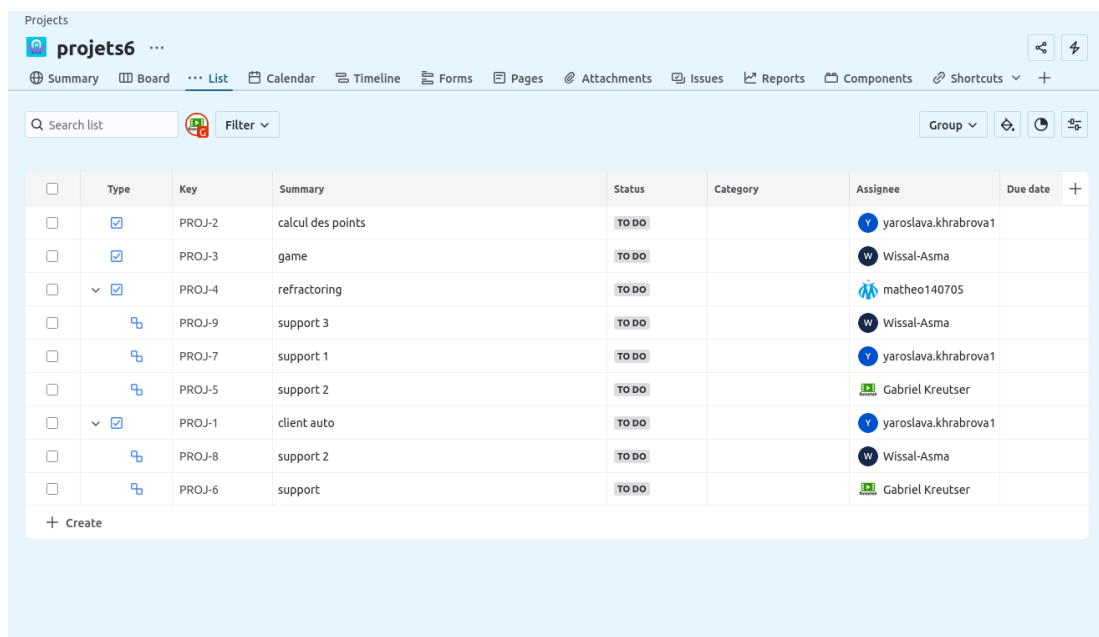 Projects
projets6 ...
Summary Board List Calendar Timeline Forms Pages Attachments Issues Reports Components Shortcuts
Search list G Filter Group
Type Key Summary Status Category Assignee Due date
PROJ-2 calcul des points TO DO Y yaroslava.khrabrova1
PROJ-3 game TO DO W Wissal-Asma
PROJ-4 refractoring TO DO matheo140705
PROJ-9 support 3 TO DO W Wissal-Asma
PROJ-7 support 1 TO DO Y yaroslava.khrabrova1
PROJ-5 support 2 TO DO Gabriel Kreutser
PROJ-1 client auto TO DO Y yaroslava.khrabrova1
PROJ-8 support 2 TO DO W Wissal-Asma
PROJ-6 support TO DO Gabriel Kreutser
+ Create